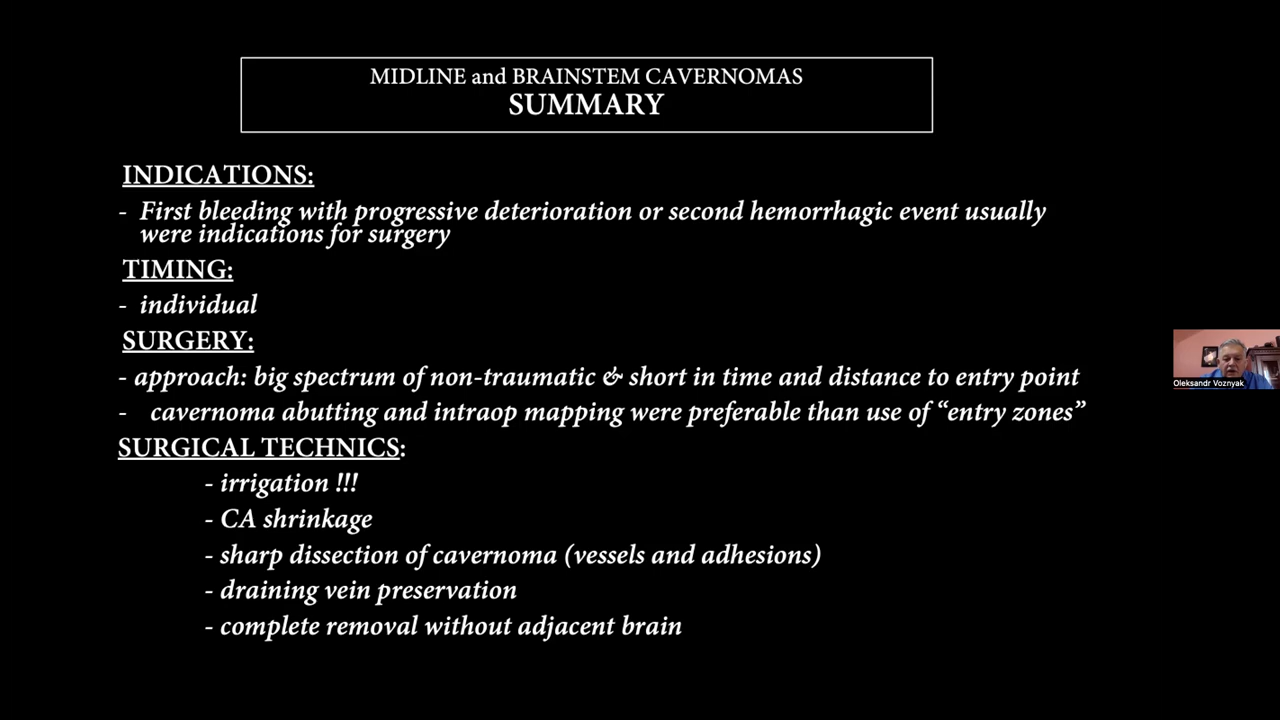 MIDLINE and BRAINSTEM CAVERNOMAS
SUMMARY
INDICATIONS:
- First bleeding with progressive deterioration or second hemorrhagic event usually
were indications for surgery
TIMING:
- individual
SURGERY:
- approach: big spectrum of non-traumatic & short in time and distance to entry point
- cavernoma abutting and intraop mapping were preferable than use of “entry zones”
Oleksandr Voznyak
SURGICAL TECHNICS:
- irrigation !!!
- CA shrinkage
- sharp dissection of cavernoma (vessels and adhesions)
- draining vein preservation
- complete removal without adjacent brain